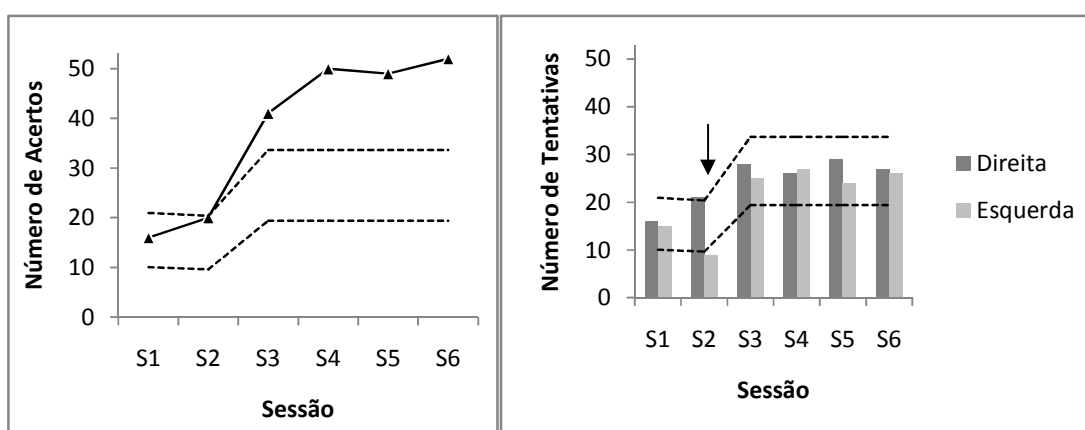 Número de Acertos
50
40
30
20
10
0
S1 S2 S3 S4 S5 S6
Sessão
Número de Tentativas
50
40
30
20
10
0
S1 S2 S3 S4 S5 S6
Sessão
Direita
Esquerda